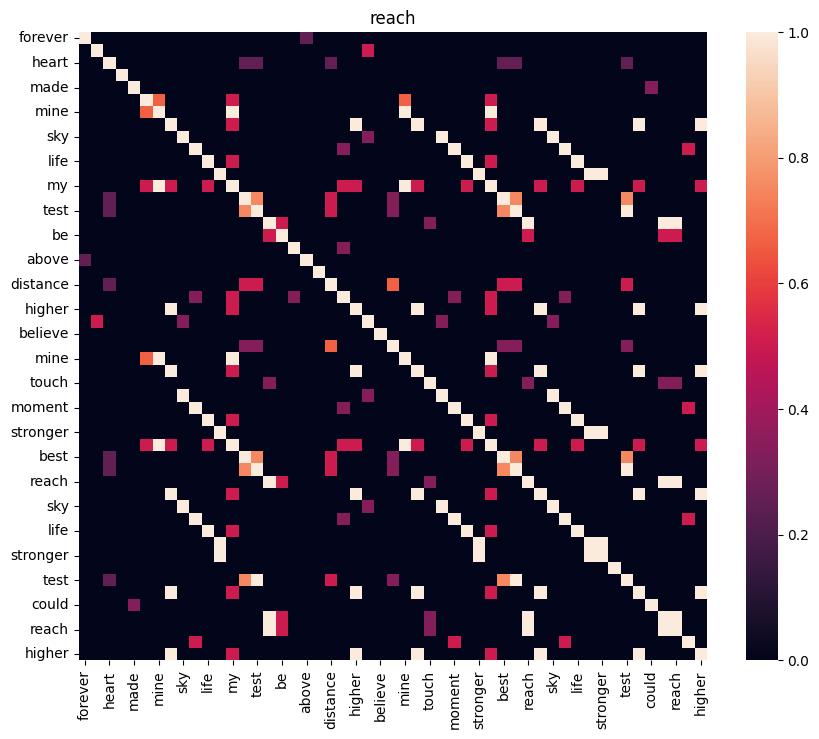 reach
forever
heart
made
mine
sky
life
my
test
be
above
distance
higher
believe
mine
touch
moment
stronger
best
reach
sky
life
stronger
test
could
reach
higher
1.0
0.8
0.6
0.4
0.2
0.0
forever
heart
made
mine
sky
life
my
test
be
above
distance
higher
believe
mine
touch
moment
stronger
best
reach
sky
life
stronger
test
could
reach
higher